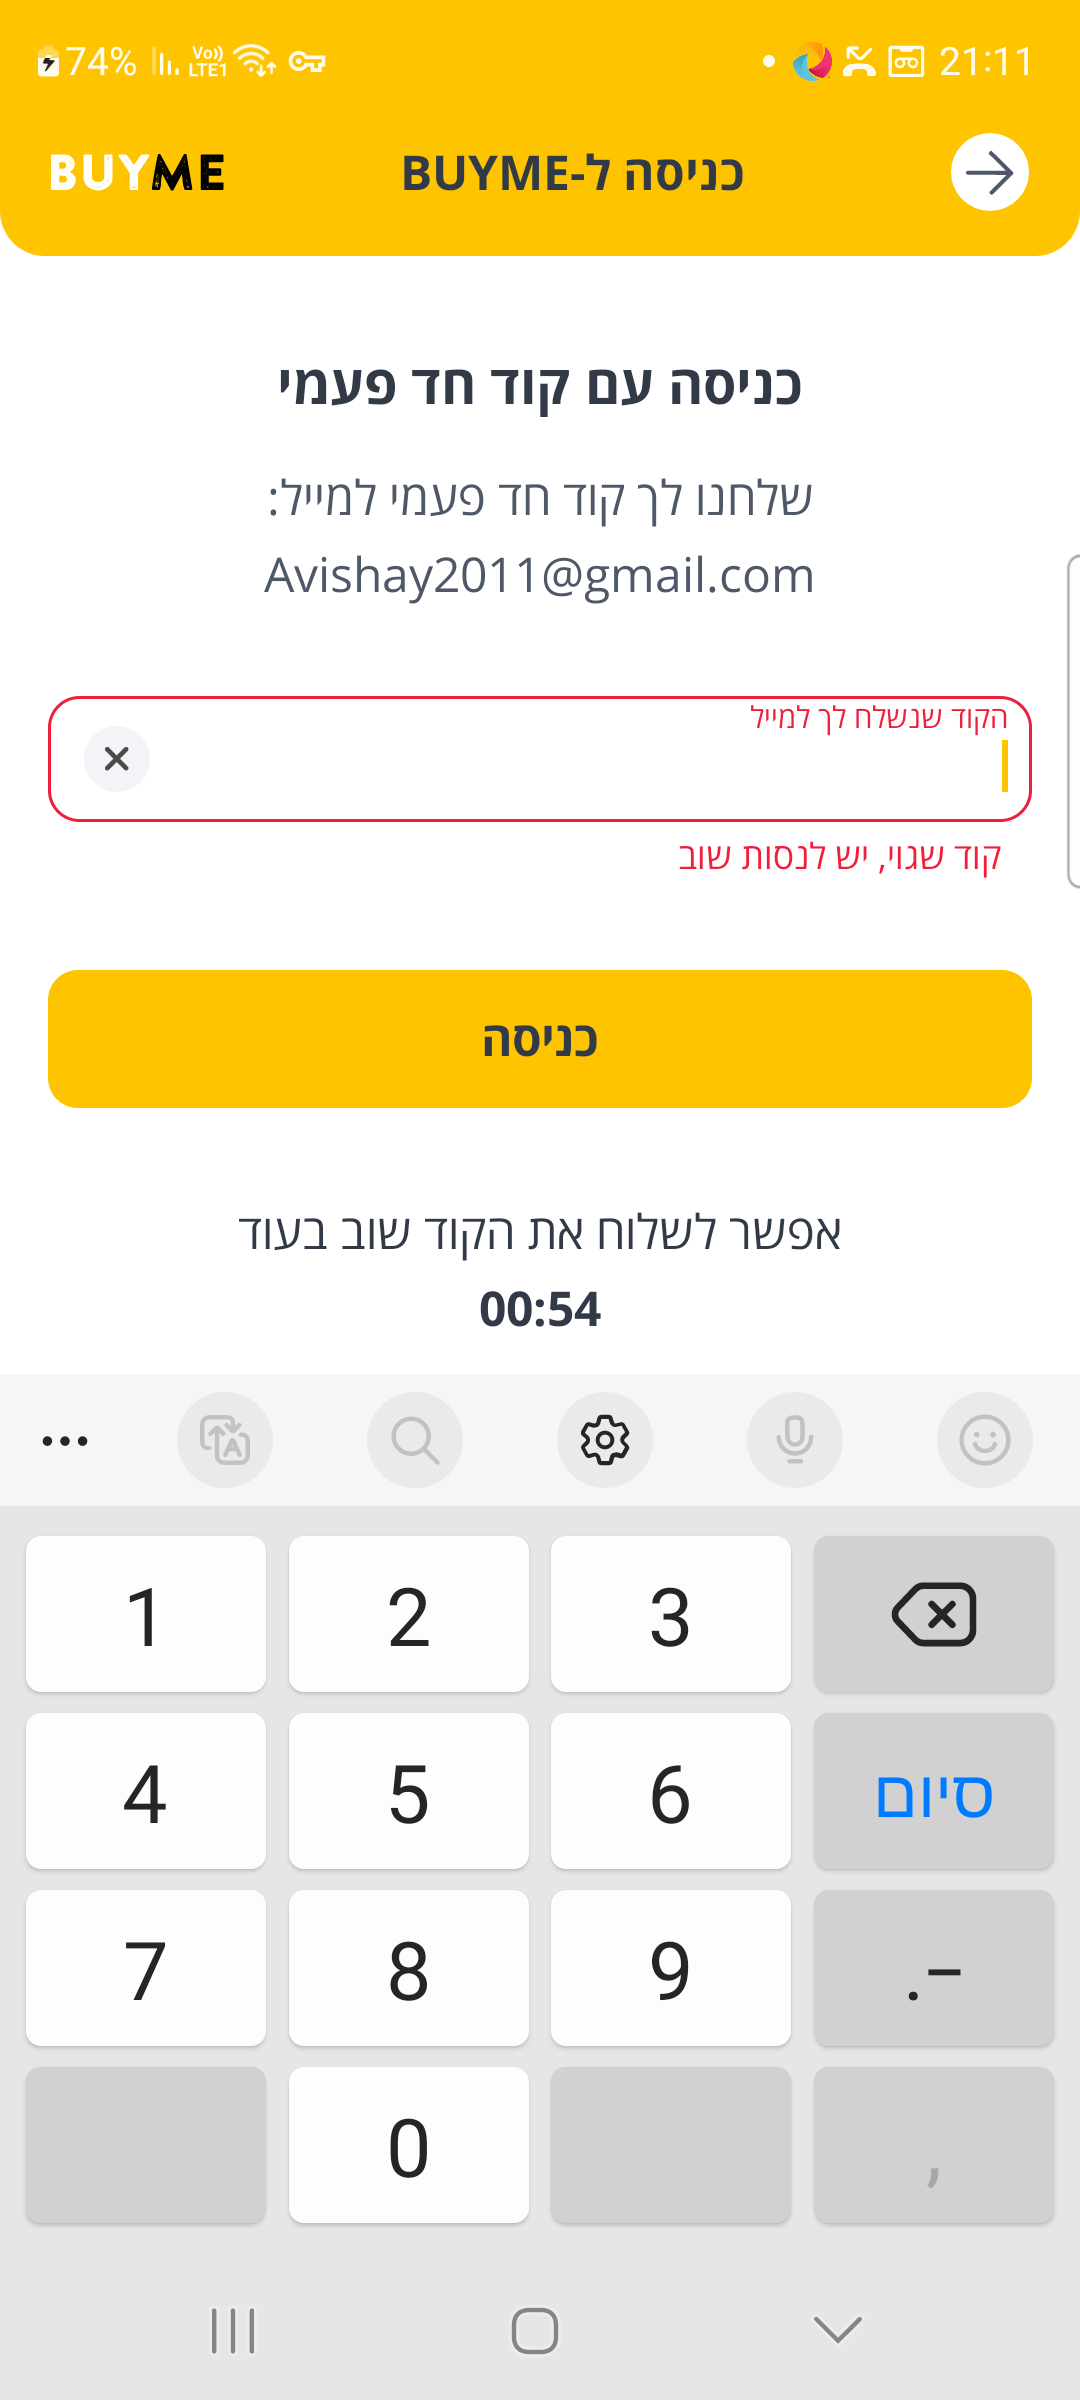 74% Vo)) LTE1 21:11
BUYME כניסה ל-BUYME
כניסה עם קוד חד פעמי
שלחנו לך קוד חד פעמי למייל:
Avishay2011@gmail.com
הקוד שנשלח לך למייל
קוד שגוי, יש לנסות שוב
כניסה
אפשר לשלוח את הקוד שוב בעוד
00:54
1 2 3
4 5 6 סיום
7 8 9 .-
0 ,